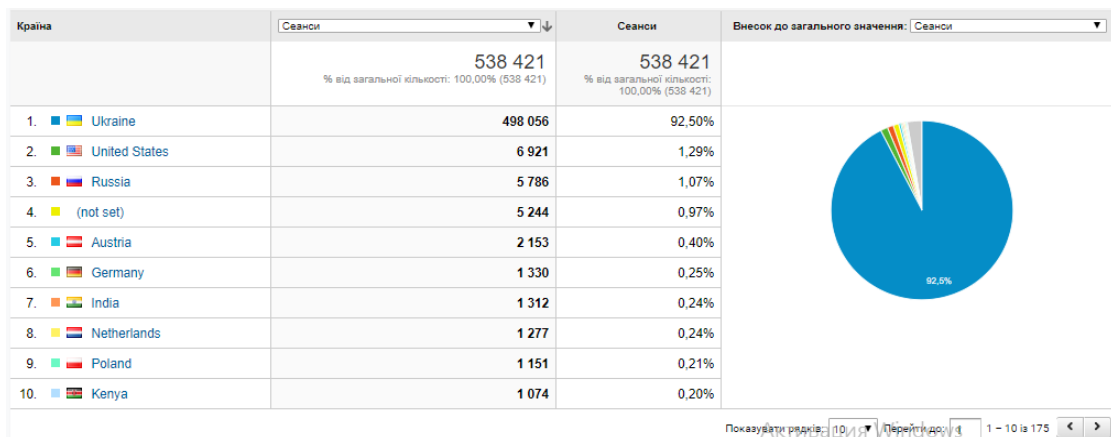 Країна Сеанси Сеанси Внесок до загального значення: Сеанси
538 421 538 421
% від загальної кількості: 100,00% (538 421) % від загальної кількості:
100,00% (538 421)
1. Ukraine 498 056 92,50%
2. United States 6 921 1,29%
3. Russia 5 786 1,07%
4. (not set) 5 244 0,97%
5. Austria 2 153 0,40%
6. Germany 1 330 0,25%
7. India 1 312 0,24%
8. Netherlands 1 277 0,24%
9. Poland 1 151 0,21%
10. Kenya 1 074 0,20%
92,5%
Показувати рядків: 10 Перейти до: 1 1 – 10 із 175
Активация Windows